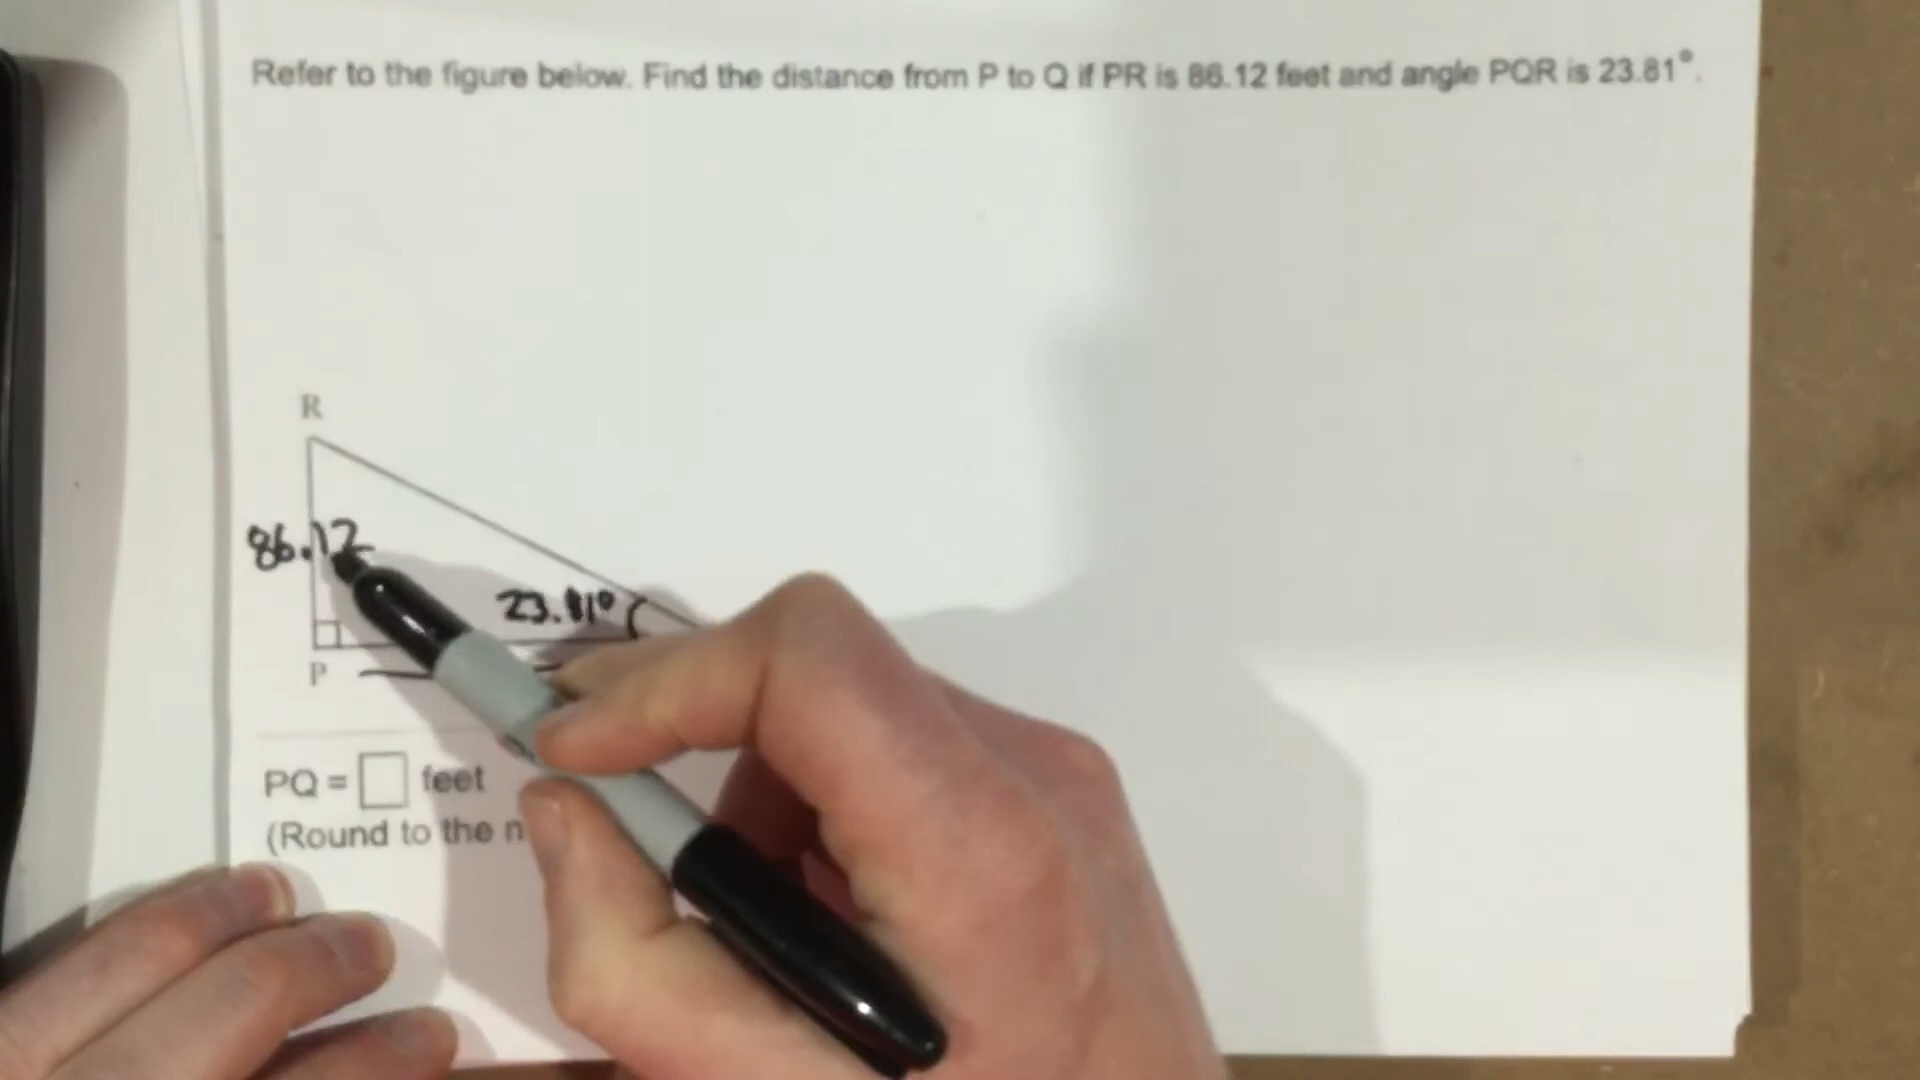 Refer to the figure below. Find the distance from P to Q if PR is 86.12 feet and angle PQR is 23.81°.
R
86.12
23.81°
P
PQ = feet
(Round to the